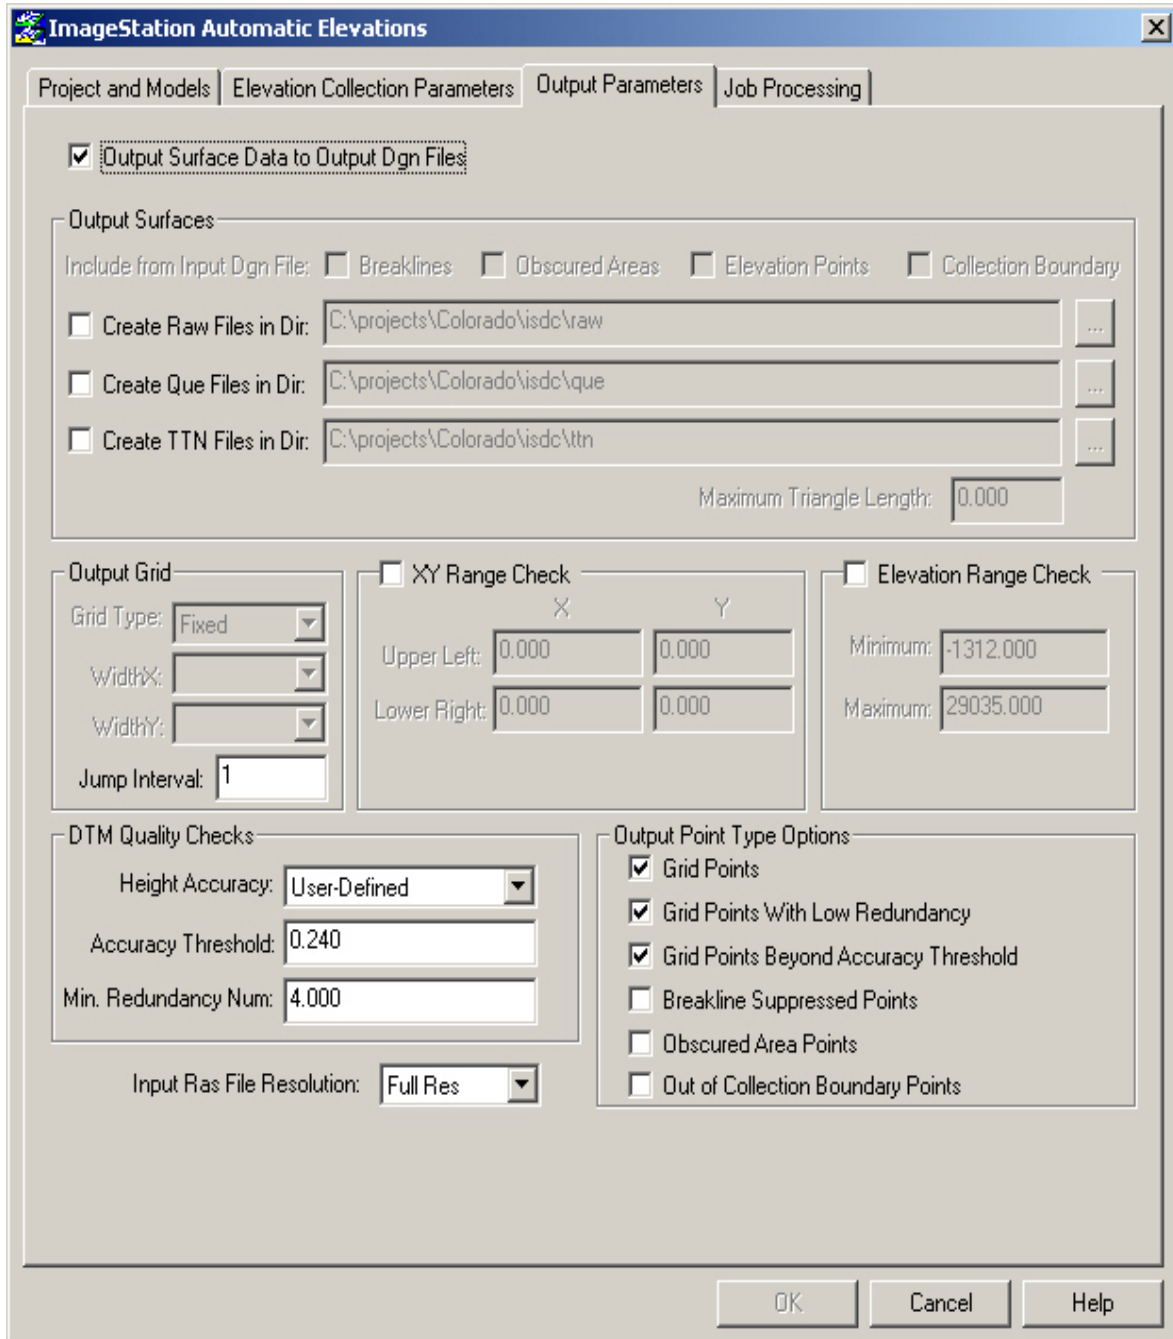 ImageStation Automatic Elevations
Project and Models
Elevation Collection Parameters
Output Parameters
Job Processing
Output Surface Data to Output Dgn Files
Output Surfaces
Include from Input Dgn File:
Breaklines
Obscured Areas
Elevation Points
Collection Boundary
Create Raw Files in Dir:
C:\projects\Colorado\isdc\raw
...
Create Que Files in Dir:
C:\projects\Colorado\isdc\que
...
Create TTN Files in Dir:
C:\projects\Colorado\isdc\ttn
...
Maximum Triangle Length:
0.000
Output Grid
Grid Type:
Fixed
WidthX:
WidthY:
Jump Interval:
1
XY Range Check
X
Y
Upper Left:
0.000
0.000
Lower Right:
0.000
0.000
Elevation Range Check
Minimum:
-1312.000
Maximum:
29035.000
DTM Quality Checks
Height Accuracy:
User-Defined
Accuracy Threshold:
0.240
Min. Redundancy Num:
4.000
Input Ras File Resolution:
Full Res
Output Point Type Options
Grid Points
Grid Points With Low Redundancy
Grid Points Beyond Accuracy Threshold
Breakline Suppressed Points
Obscured Area Points
Out of Collection Boundary Points
OK
Cancel
Help